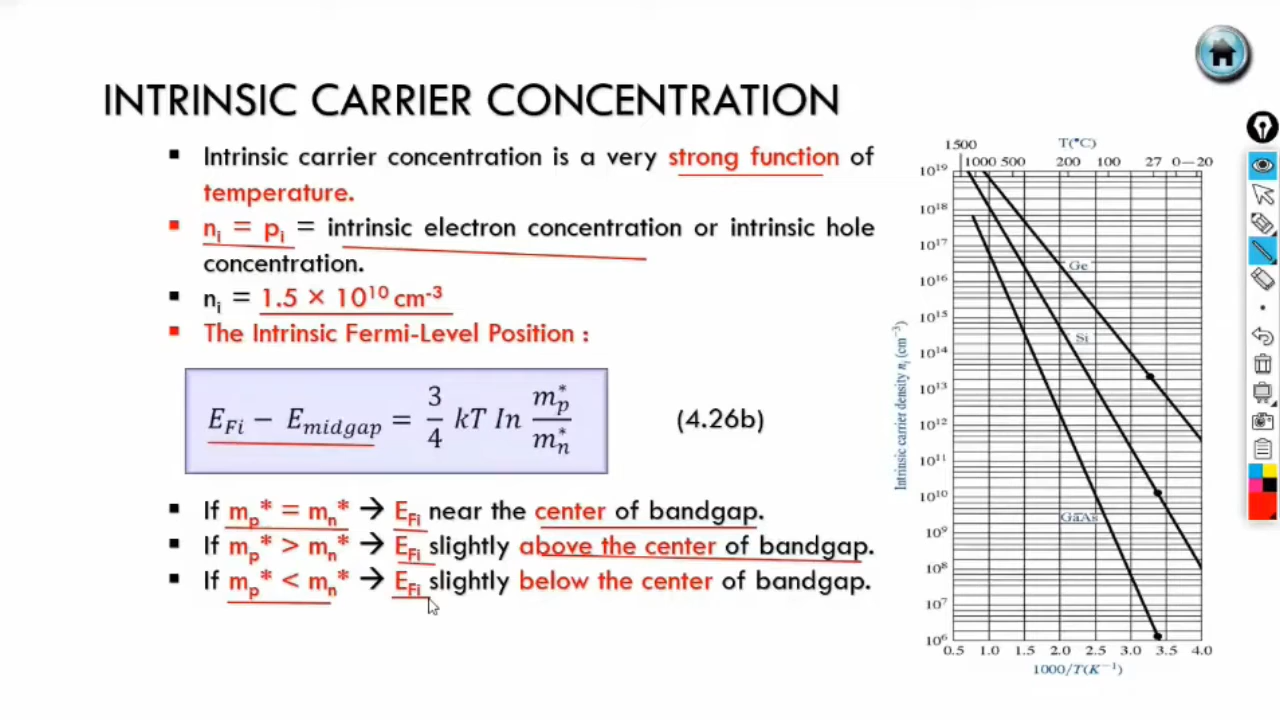 INTRINSIC CARRIER CONCENTRATION
▪ Intrinsic carrier concentration is a very strong function of
temperature.
▪ nᵢ = pᵢ = intrinsic electron concentration or intrinsic hole
concentration.
▪ nᵢ = 1.5 × 10¹⁰ cm⁻³
▪ The Intrinsic Fermi-Level Position :
E_Fi − E_midgap = 3/4 kT In m*_p/m*_n (4.26b)
▪ If m_p* = m_n* → E_Fi near the center of bandgap.
▪ If m_p* > m_n* → E_Fi slightly above the center of bandgap.
▪ If m_p* < m_n* → E_Fi slightly below the center of bandgap.
T(°C)
1500
1000 500 200 100 27 0—20
10¹⁹
10¹⁸
10¹⁷
10¹⁶
10¹⁵
10¹⁴
10¹³
10¹²
10¹¹
10¹⁰
10⁹
10⁸
10⁷
10⁶
Intrinsic carrier density nᵢ (cm⁻³)
Ge
Si
GaAs
0.5 1.0 1.5 2.0 2.5 3.0 3.5 4.0
1000/T(K⁻¹)